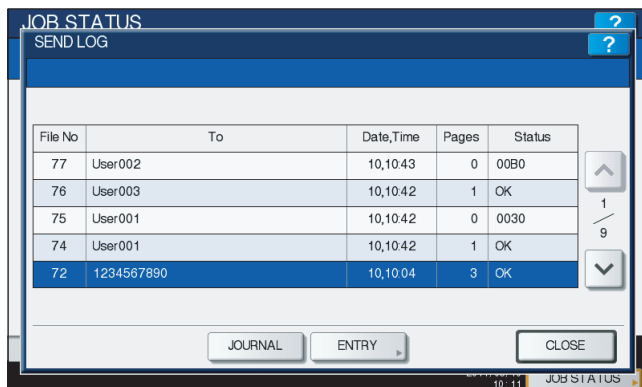 JOB STATUS ?
SEND LOG ?
File No To Date,Time Pages Status
77 User002 10,10:43 0 00B0
76 User003 10,10:42 1 OK
75 User001 10,10:42 0 0030
74 User001 10,10:42 1 OK
72 1234567890 10,10:04 3 OK
1
9
JOURNAL ENTRY CLOSE
10:11 JOB STATUS